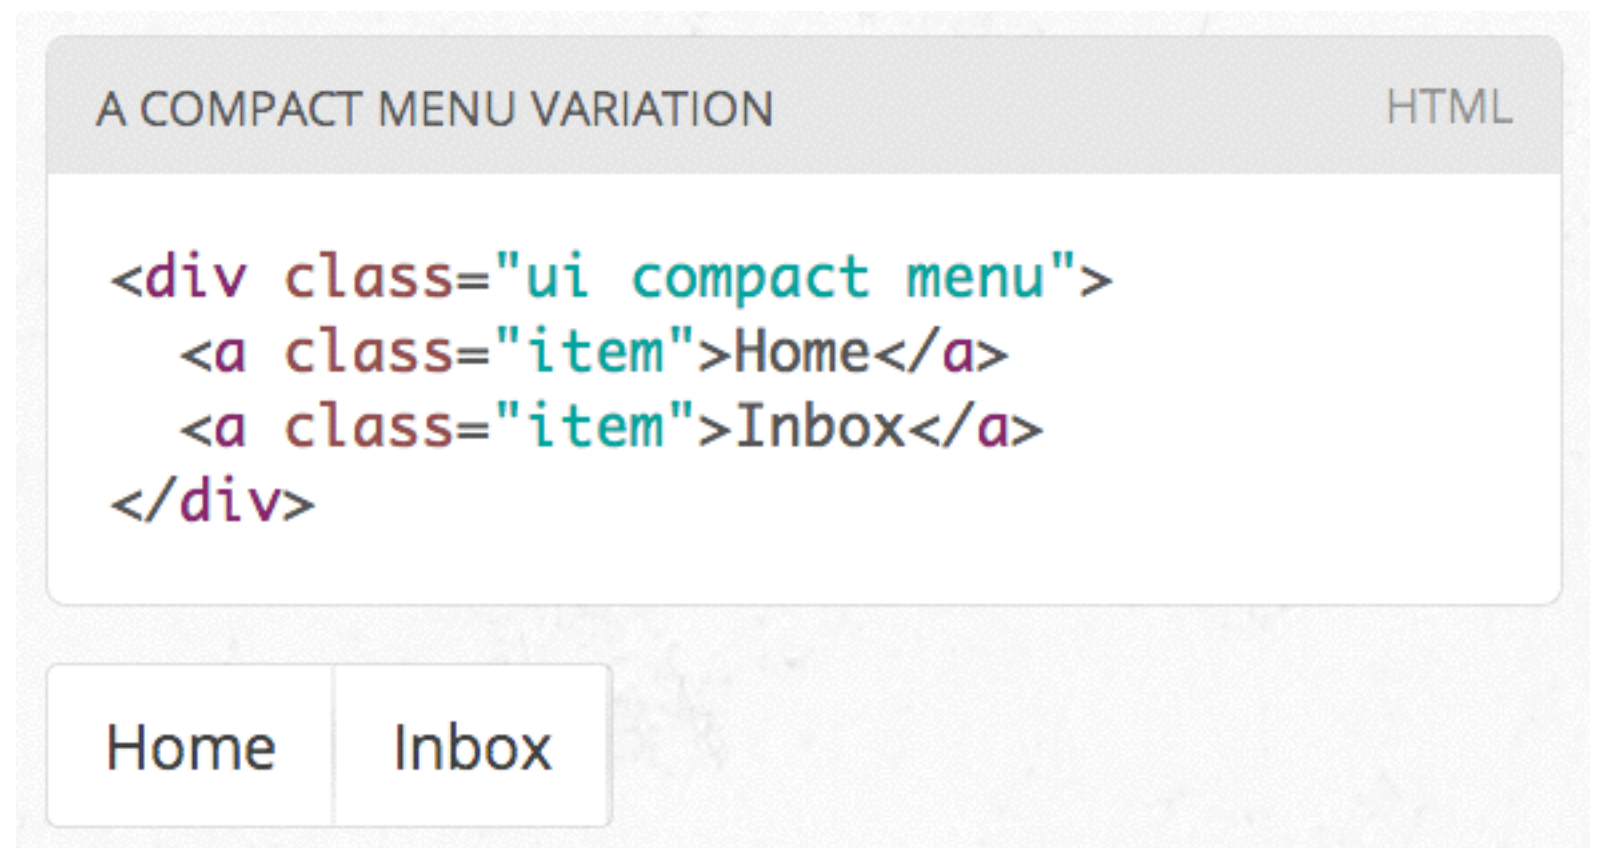 A COMPACT MENU VARIATION HTML
<div class="ui compact menu">
  <a class="item">Home</a>
  <a class="item">Inbox</a>
</div>
Home Inbox